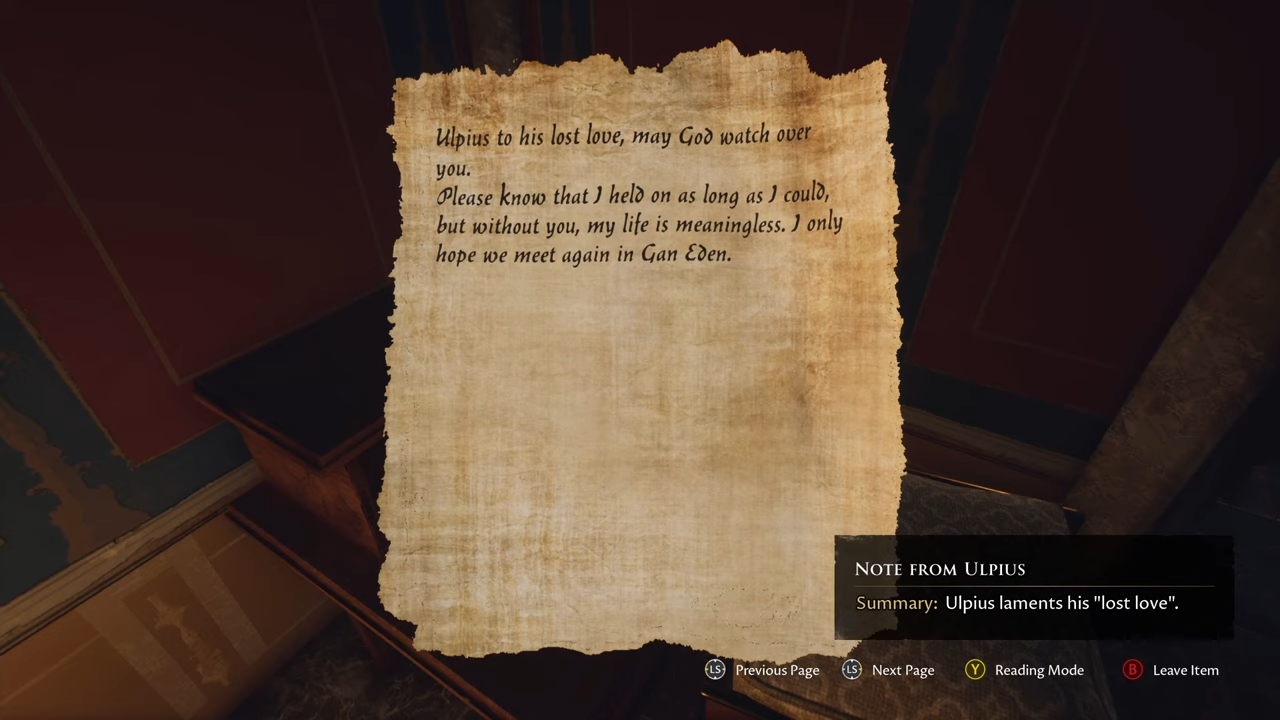 Ulpius to his lost love, may God watch over
you.
Please know that I held on as long as I could,
but without you, my life is meaningless. I only
hope we meet again in Gan Eden.
Note from Ulpius
Summary: Ulpius laments his "lost love".
LS Previous Page LS Next Page Y Reading Mode B Leave Item